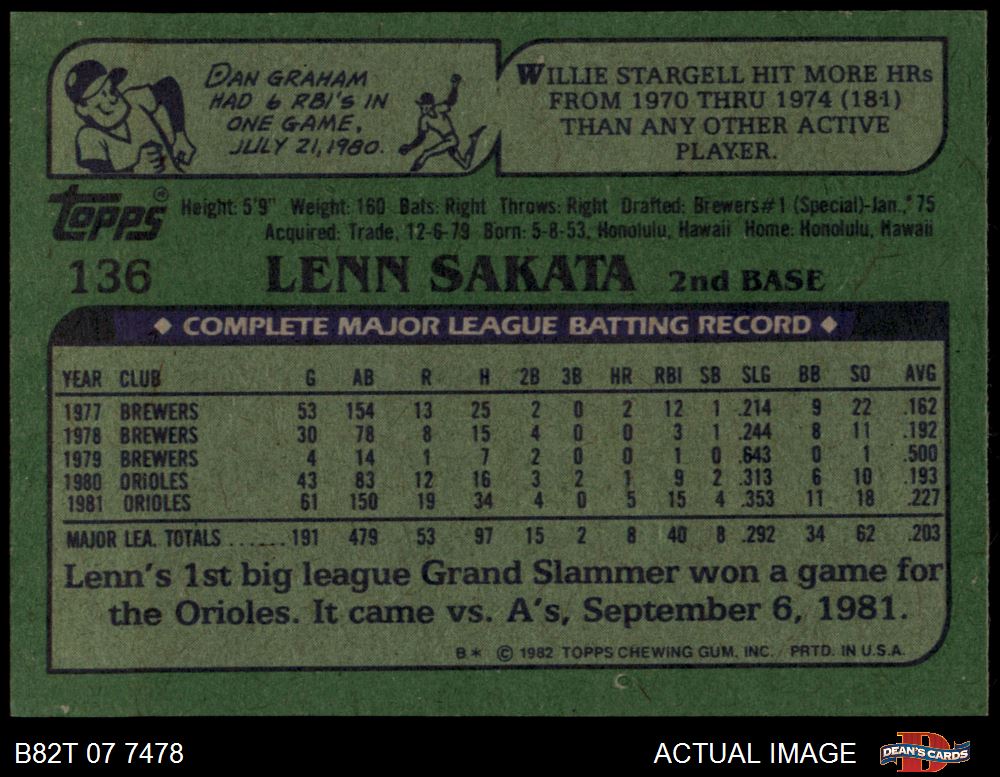 DAN GRAHAM
HAD 6 RBI'S IN
ONE GAME,
JULY 21, 1980.
WILLIE STARGELL HIT MORE HRs
FROM 1970 THRU 1974 (181)
THAN ANY OTHER ACTIVE
PLAYER.
topps®
Height: 5'9" Weight: 160 Bats: Right Throws: Right Drafted: Brewers #1 (Special)-Jan., '75
Acquired: Trade, 12-6-79 Born: 5-8-53, Honolulu, Hawaii Home: Honolulu, Hawaii
136 LENN SAKATA 2nd BASE
◆ COMPLETE MAJOR LEAGUE BATTING RECORD ◆
YEAR CLUB G AB R H 2B 3B HR RBI SB SLG BB SO AVG
1977 BREWERS 53 154 13 25 2 0 2 12 1 .214 9 22 .162
1978 BREWERS 30 78 8 15 4 0 0 3 1 .244 8 11 .192
1979 BREWERS 4 14 1 7 2 0 0 1 0 .643 0 1 .500
1980 ORIOLES 43 83 12 16 3 2 1 9 2 .313 6 10 .193
1981 ORIOLES 61 150 19 34 4 0 5 15 4 .353 11 18 .227
MAJOR LEA. TOTALS ....... 191 479 53 97 15 2 8 40 8 .292 34 62 .203
Lenn's 1st big league Grand Slammer won a game for
the Orioles. It came vs. A's, September 6, 1981.
B* © 1982 TOPPS CHEWING GUM, INC. PRTD. IN U.S.A.
B82T 07 7478 ACTUAL IMAGE D DEAN'S CARDS